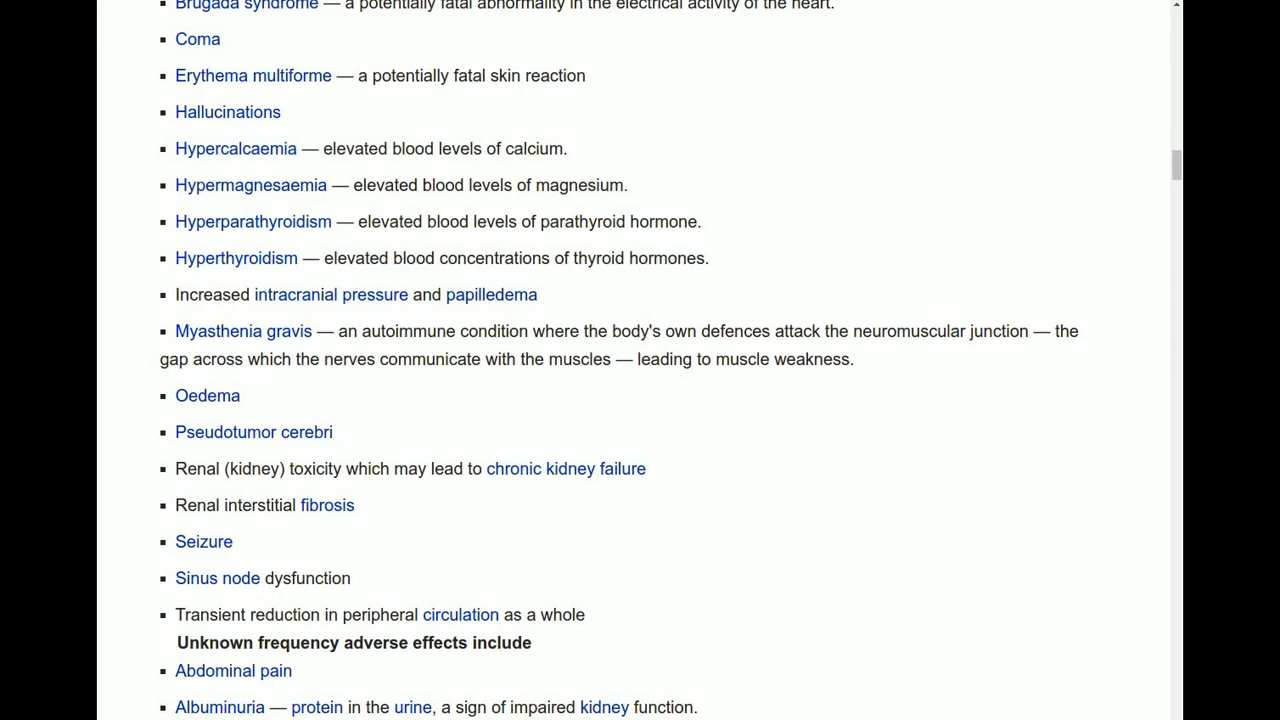 ▪ Brugada syndrome — a potentially fatal abnormality in the electrical activity of the heart.
▪ Coma
▪ Erythema multiforme — a potentially fatal skin reaction
▪ Hallucinations
▪ Hypercalcaemia — elevated blood levels of calcium.
▪ Hypermagnesaemia — elevated blood levels of magnesium.
▪ Hyperparathyroidism — elevated blood levels of parathyroid hormone.
▪ Hyperthyroidism — elevated blood concentrations of thyroid hormones.
▪ Increased intracranial pressure and papilledema
▪ Myasthenia gravis — an autoimmune condition where the body's own defences attack the neuromuscular junction — the
gap across which the nerves communicate with the muscles — leading to muscle weakness.
▪ Oedema
▪ Pseudotumor cerebri
▪ Renal (kidney) toxicity which may lead to chronic kidney failure
▪ Renal interstitial fibrosis
▪ Seizure
▪ Sinus node dysfunction
▪ Transient reduction in peripheral circulation as a whole
Unknown frequency adverse effects include
▪ Abdominal pain
▪ Albuminuria — protein in the urine, a sign of impaired kidney function.